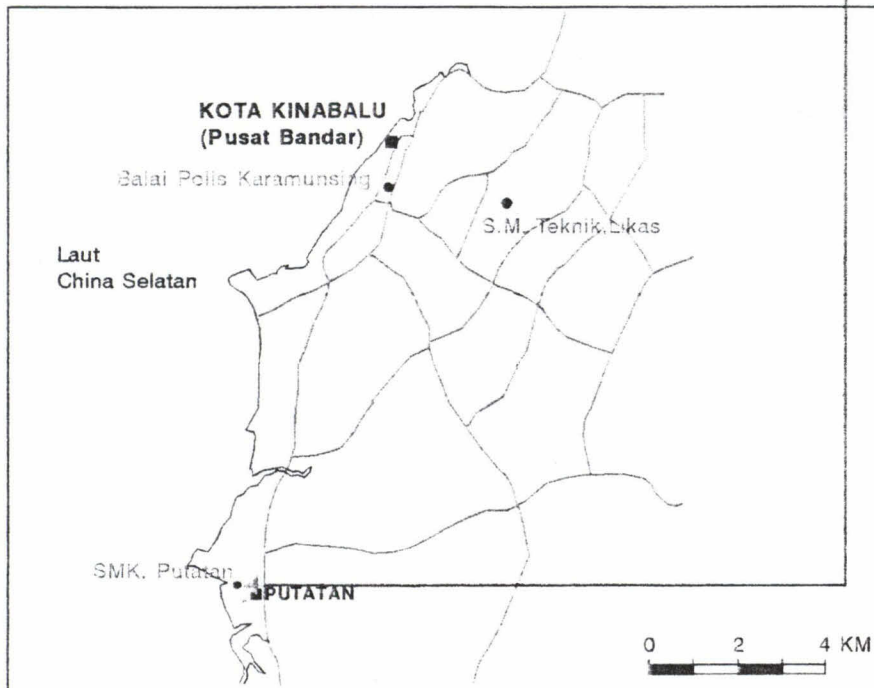 KOTA KINABALU
(Pusat Bandar)
Balai Polis Karamunsing
S.M. Teknik, Likas
Laut
China Selatan
SMK. Putatan
PUTATAN
0 2 4 KM